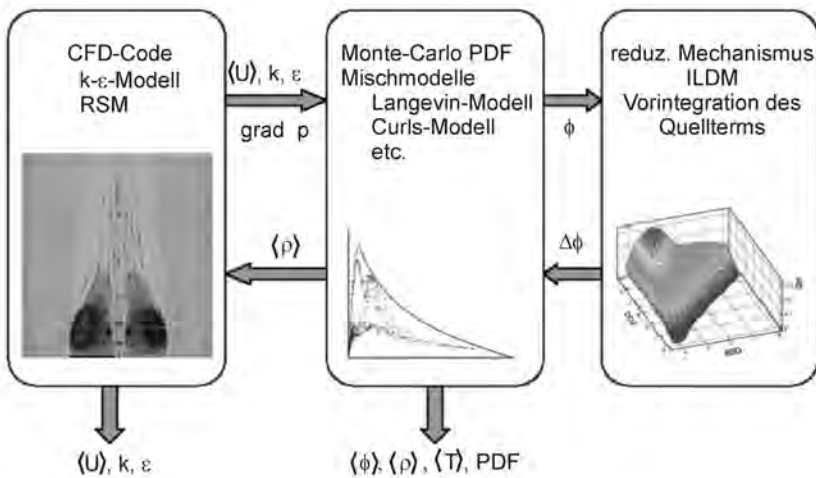 CFD-Code
k-ε-Modell
RSM
⟨U⟩, k, ε
grad p
⟨ρ⟩
⟨U⟩, k, ε
Monte-Carlo PDF
Mischmodelle
Langevin-Modell
Curls-Modell
etc.
ϕ
Δϕ
⟨ϕ⟩, ⟨ρ⟩, ⟨T⟩, PDF
reduz. Mechanismus
ILDM
Vorintegration des
Quellterms